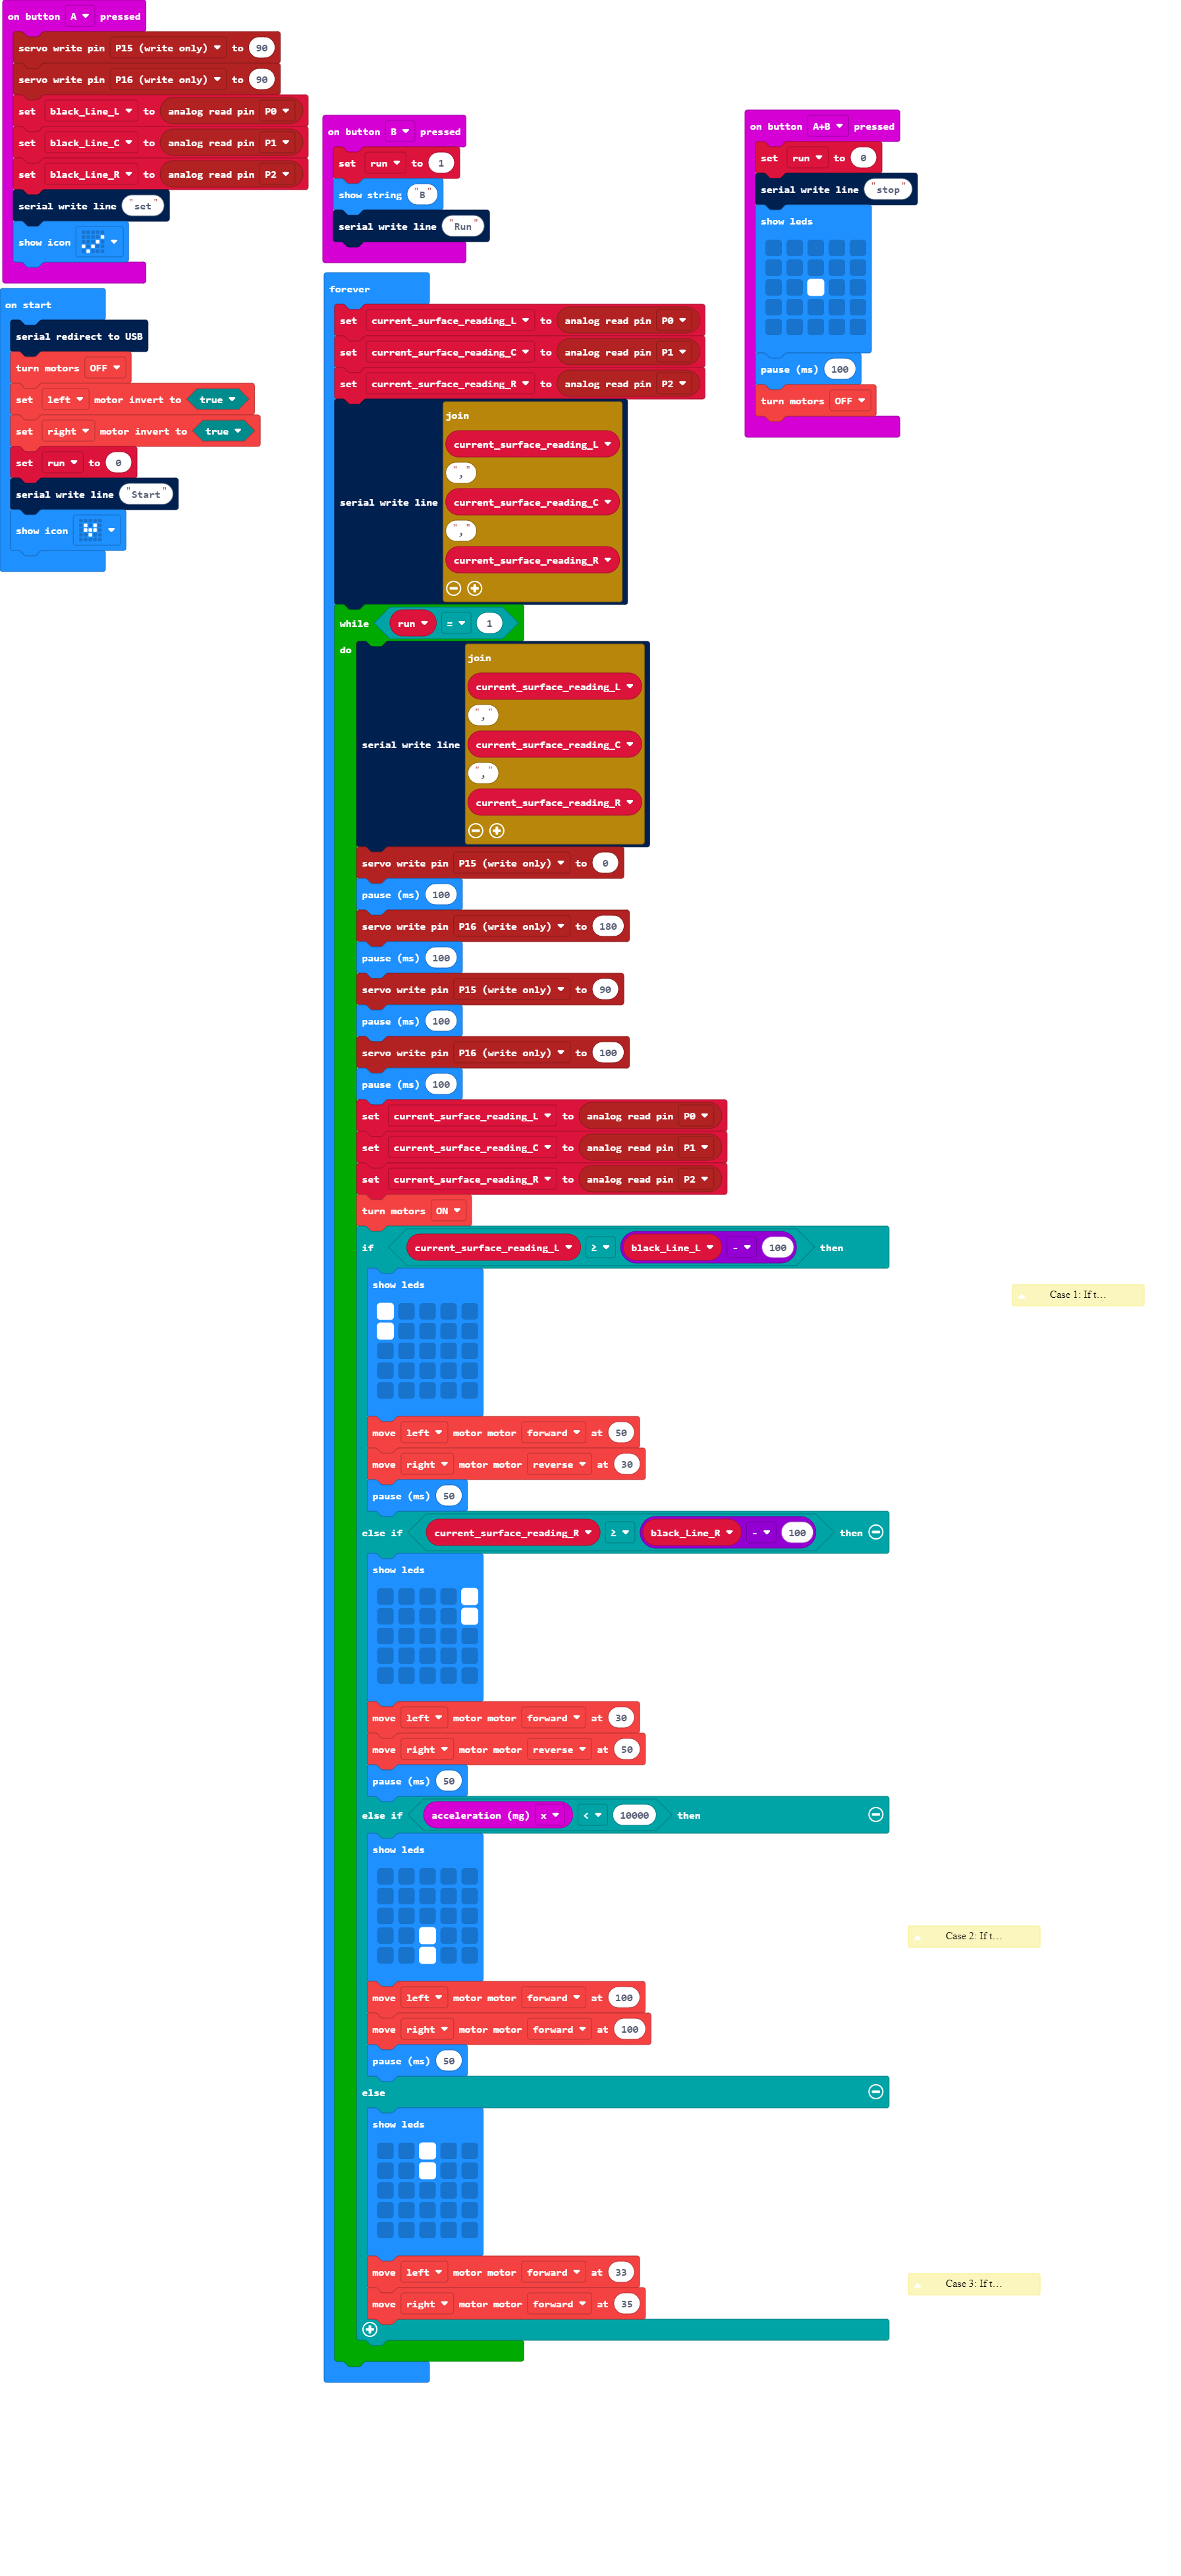 on button A pressed
servo write pin P15 (write only) to 90
servo write pin P16 (write only) to 90
set black_Line_L to analog read pin P0
set black_Line_C to analog read pin P1
set black_Line_R to analog read pin P2
serial write line "set"
show icon
on start
serial redirect to USB
turn motors OFF
set left motor invert to true
set right motor invert to true
set run to 0
serial write line "Start"
show icon
on button B pressed
set run to 1
show string "B"
serial write line "Run"
on button A+B pressed
set run to 0
serial write line "stop"
show leds
pause (ms) 100
turn motors OFF
forever
set current_surface_reading_L to analog read pin P0
set current_surface_reading_C to analog read pin P1
set current_surface_reading_R to analog read pin P2
join
current_surface_reading_L
","
serial write line current_surface_reading_C
","
current_surface_reading_R
while run = 1
do
join
current_surface_reading_L
","
serial write line current_surface_reading_C
","
current_surface_reading_R
servo write pin P15 (write only) to 0
pause (ms) 100
servo write pin P16 (write only) to 180
pause (ms) 100
servo write pin P15 (write only) to 90
pause (ms) 100
servo write pin P16 (write only) to 100
pause (ms) 100
set current_surface_reading_L to analog read pin P0
set current_surface_reading_C to analog read pin P1
set current_surface_reading_R to analog read pin P2
turn motors ON
if current_surface_reading_L ≥ black_Line_L - 100 then
show leds
Case 1: If t...
move left motor motor forward at 50
move right motor motor reverse at 30
pause (ms) 50
else if current_surface_reading_R ≥ black_Line_R - 100 then
show leds
move left motor motor forward at 30
move right motor motor reverse at 50
pause (ms) 50
else if acceleration (mg) x < 10000 then
show leds
Case 2: If t...
move left motor motor forward at 100
move right motor motor forward at 100
pause (ms) 50
else
show leds
move left motor motor forward at 33
Case 3: If t...
move right motor motor forward at 35